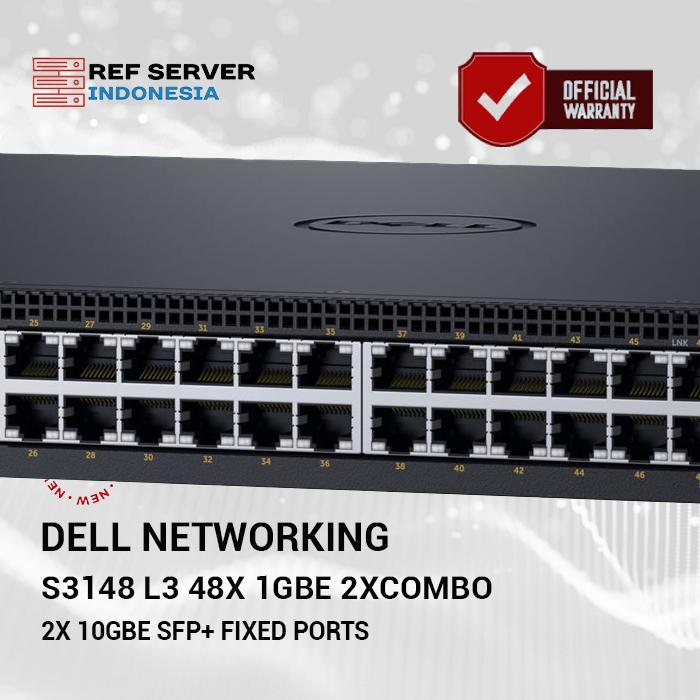 REF SERVER
INDONESIA
OFFICIAL
WARRANTY
DELL
25 27 29 31 33 35 37 39 41 43 45 LNK
26 28 30 32 34 36 38 40 42 44 46
NEW · NEW
DELL NETWORKING
S3148 L3 48X 1GBE 2XCOMBO
2X 10GBE SFP+ FIXED PORTS